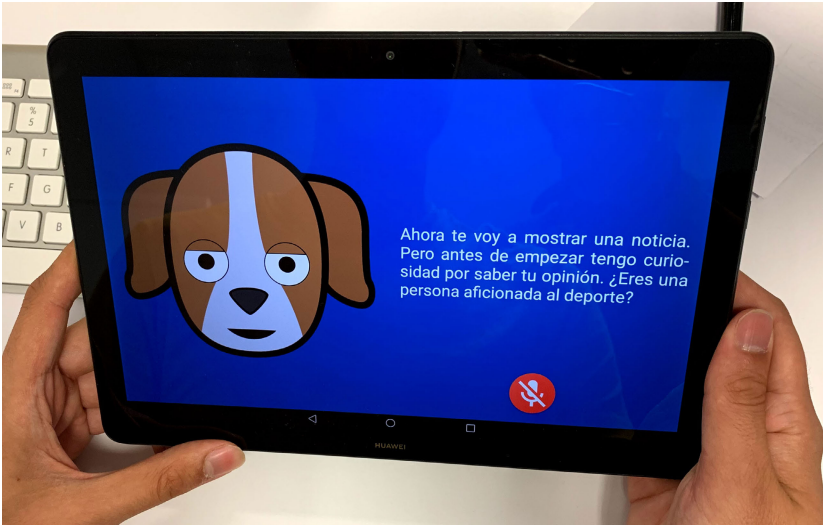 %
5
R
T
F
G
V
B
Ahora te voy a mostrar una noticia.
Pero antes de empezar tengo curio-
sidad por saber tu opinión. ¿Eres una
persona aficionada al deporte?
HUAWEI